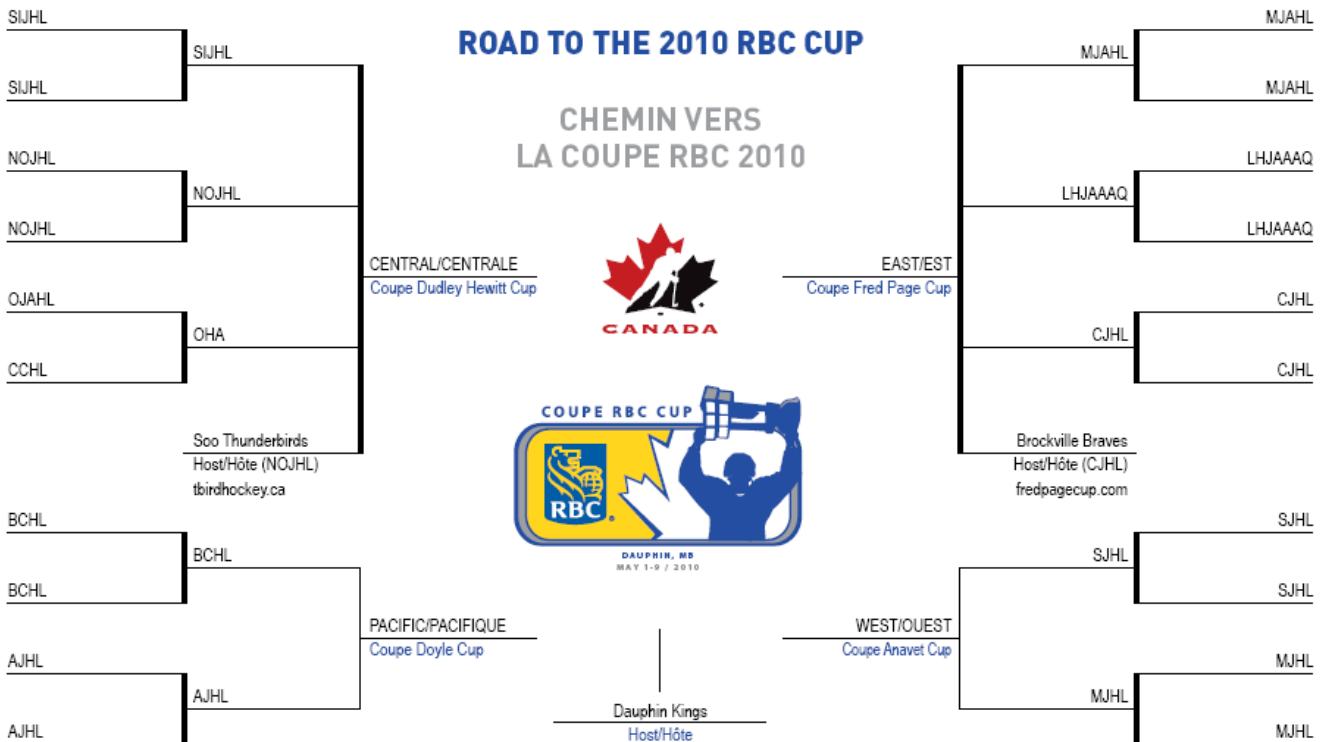 ROAD TO THE 2010 RBC CUP
CHEMIN VERS
LA COUPE RBC 2010
SIJHL
SIJHL
SIJHL
NOJHL
NOJHL
NOJHL
CENTRAL/CENTRALE
Coupe Dudley Hewitt Cup
OJAHL
OHA
CCHL
Soo Thunderbirds
Host/Hôte (NOJHL)
tbirdhockey.ca
BCHL
BCHL
BCHL
PACIFIC/PACIFIQUE
Coupe Doyle Cup
AJHL
AJHL
AJHL
CANADA
COUPE RBC CUP
RBC
DAUPHIN, MB
MAY 1-9 / 2010
Dauphin Kings
Host/Hôte
MJAHL
MJAHL
MJAHL
LHJAAAQ
LHJAAAQ
LHJAAAQ
EAST/EST
Coupe Fred Page Cup
CJHL
CJHL
CJHL
Brockville Braves
Host/Hôte (CJHL)
fredpagecup.com
SJHL
SJHL
SJHL
WEST/OUEST
Coupe Anavet Cup
MJHL
MJHL
MJHL